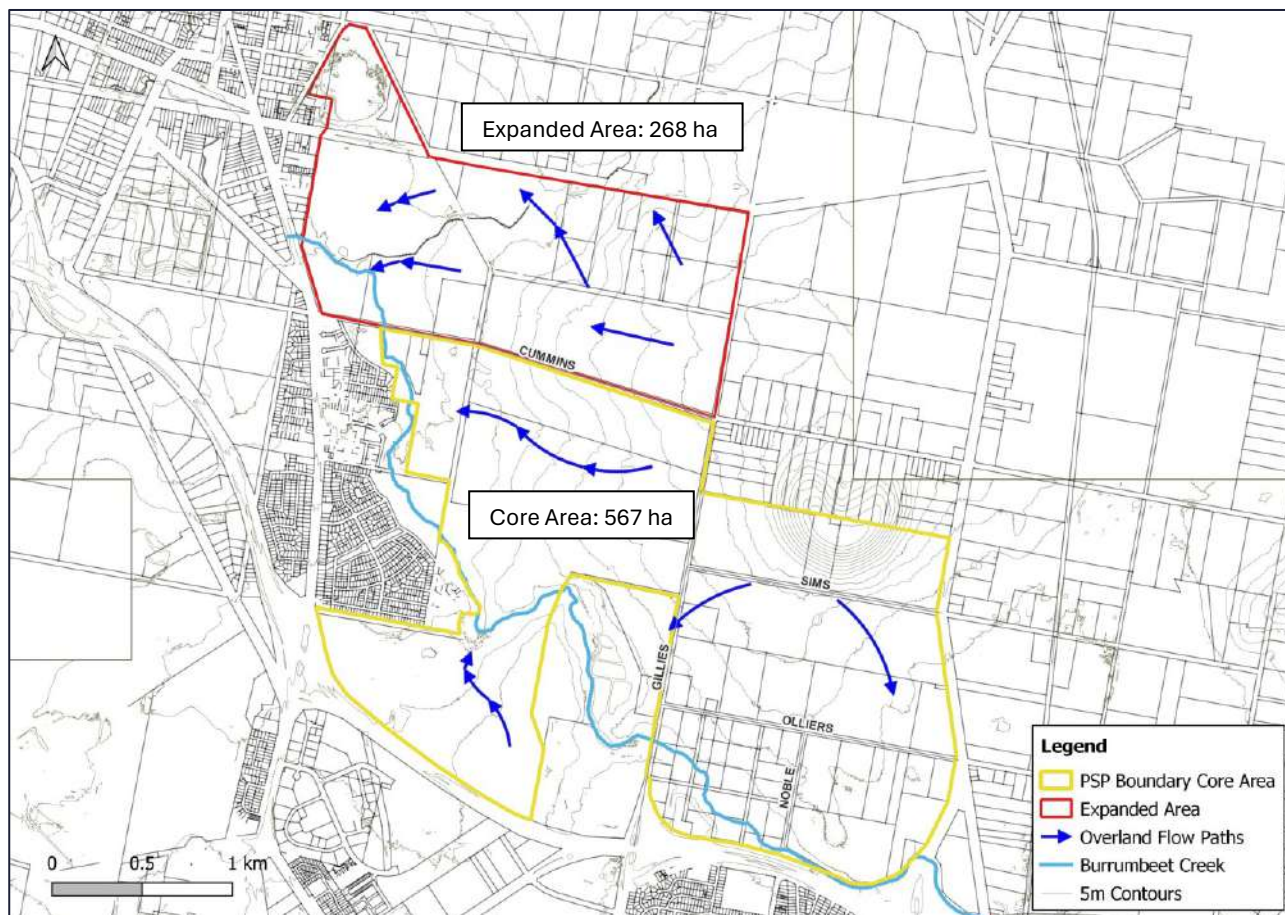 Expanded Area: 268 ha
CUMMINS
Core Area: 567 ha
SIMS
GILLIES
OLLIERS
NOBLE
Legend
PSP Boundary Core Area
Expanded Area
Overland Flow Paths
Burrumbeet Creek
5m Contours
0 0.5 1 km